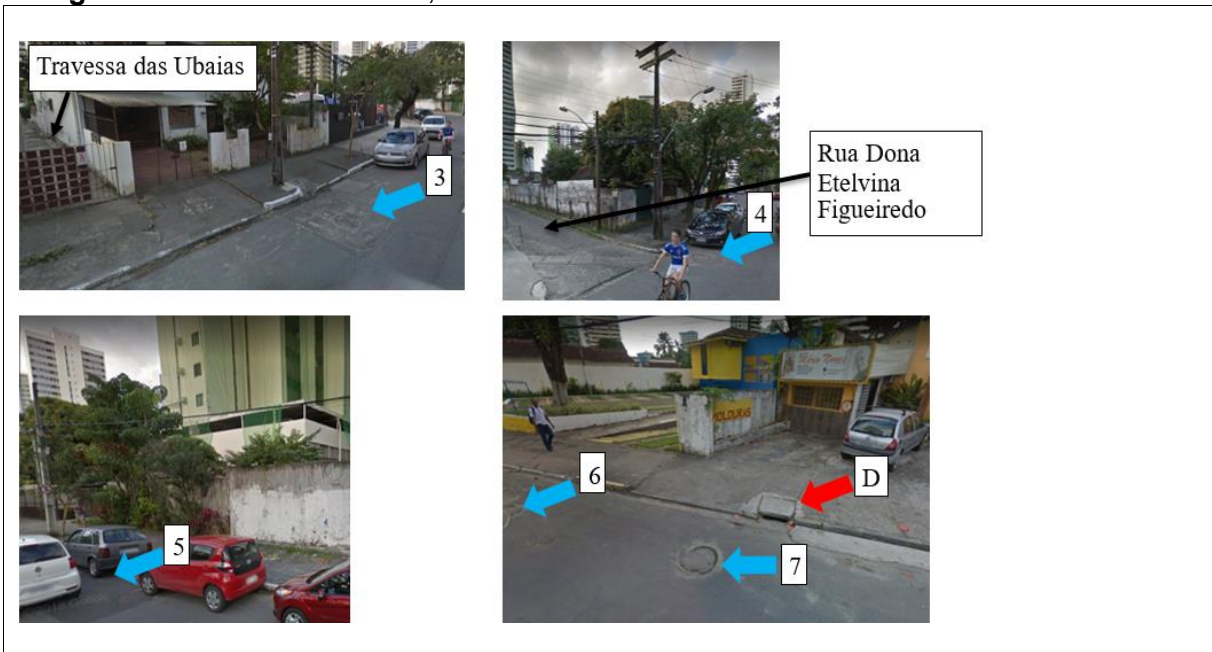 Travessa das Ubaias
3
4
Rua Dona
Etelvina
Figueiredo
5
6
MOLDURAS
D
7